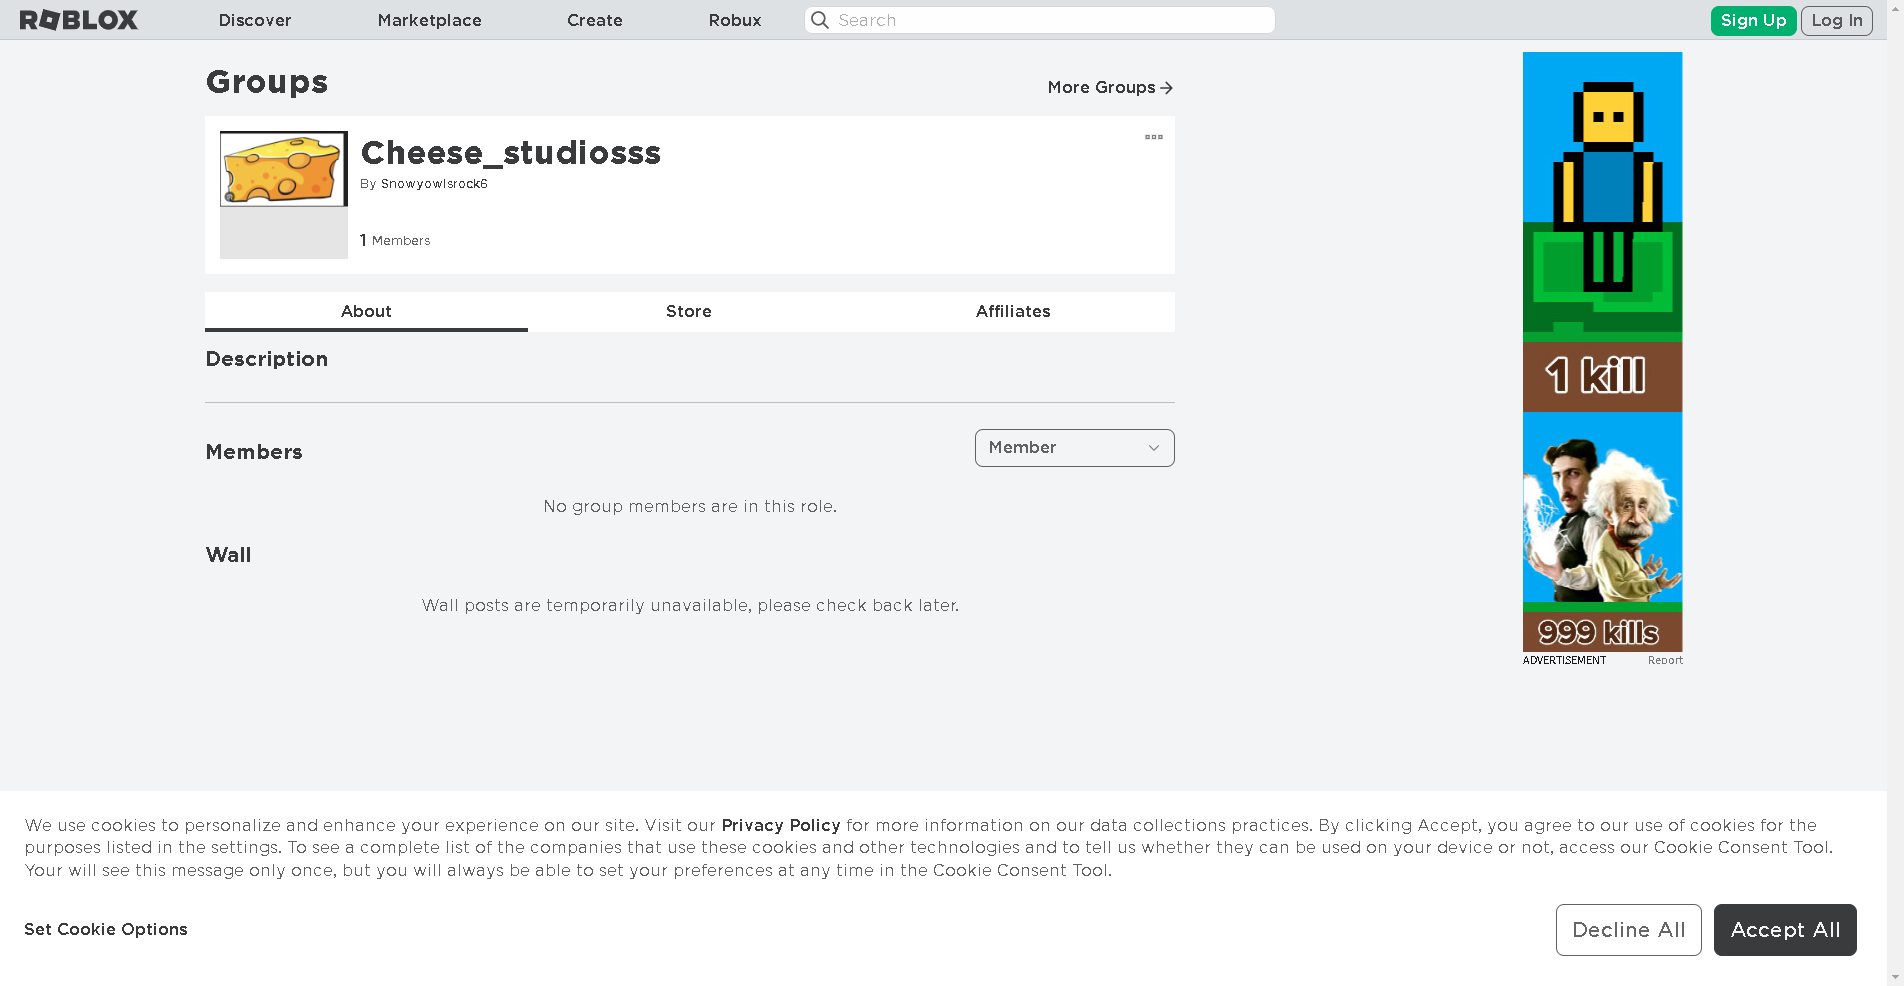 ROBLOX
Discover
Marketplace
Create
Robux
Search
Sign Up
Log In
Groups
More Groups
Cheese_studiosss
By Snowyowlsrock6
1 Members
About
Store
Affiliates
Description
Members
Member
No group members are in this role.
Wall
Wall posts are temporarily unavailable, please check back later.
1 kill
999 kills
ADVERTISEMENT
Report
We use cookies to personalize and enhance your experience on our site. Visit our Privacy Policy for more information on our data collections practices. By clicking Accept, you agree to our use of cookies for the
purposes listed in the settings. To see a complete list of the companies that use these cookies and other technologies and to tell us whether they can be used on your device or not, access our Cookie Consent Tool.
Your will see this message only once, but you will always be able to set your preferences at any time in the Cookie Consent Tool.
Set Cookie Options
Decline All
Accept All